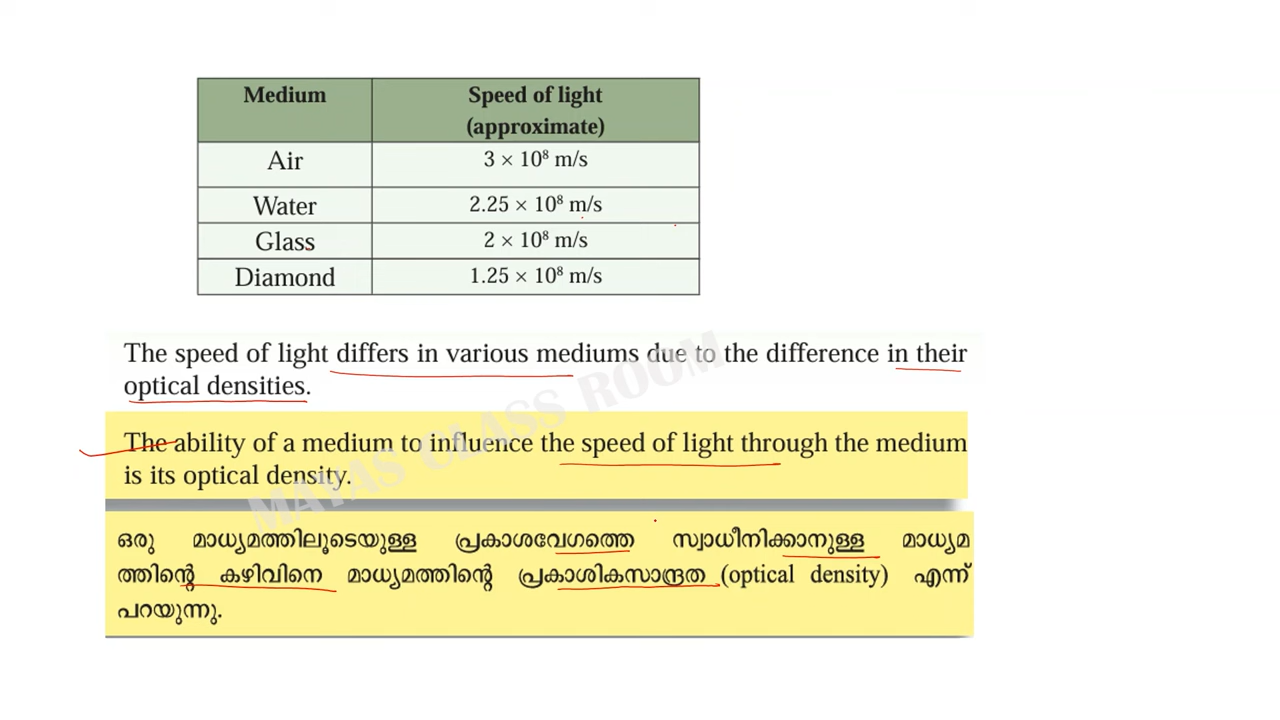 Medium Speed of light
(approximate)
Air 3 × 10⁸ m/s
Water 2.25 × 10⁸ m/s
Glass 2 × 10⁸ m/s
Diamond 1.25 × 10⁸ m/s
The speed of light differs in various mediums due to the difference in their
optical densities.
The ability of a medium to influence the speed of light through the medium
is its optical density.
ഒരു മാധ്യമത്തിലൂടെയുള്ള പ്രകാശവേഗത്തെ സ്വാധീനിക്കാനുള്ള മാധ്യമ
ത്തിന്റെ കഴിവിനെ മാധ്യമത്തിന്റെ പ്രകാശികസാന്ദ്രത (optical density) എന്ന്
പറയുന്നു.
MAYAS CLASS ROOM